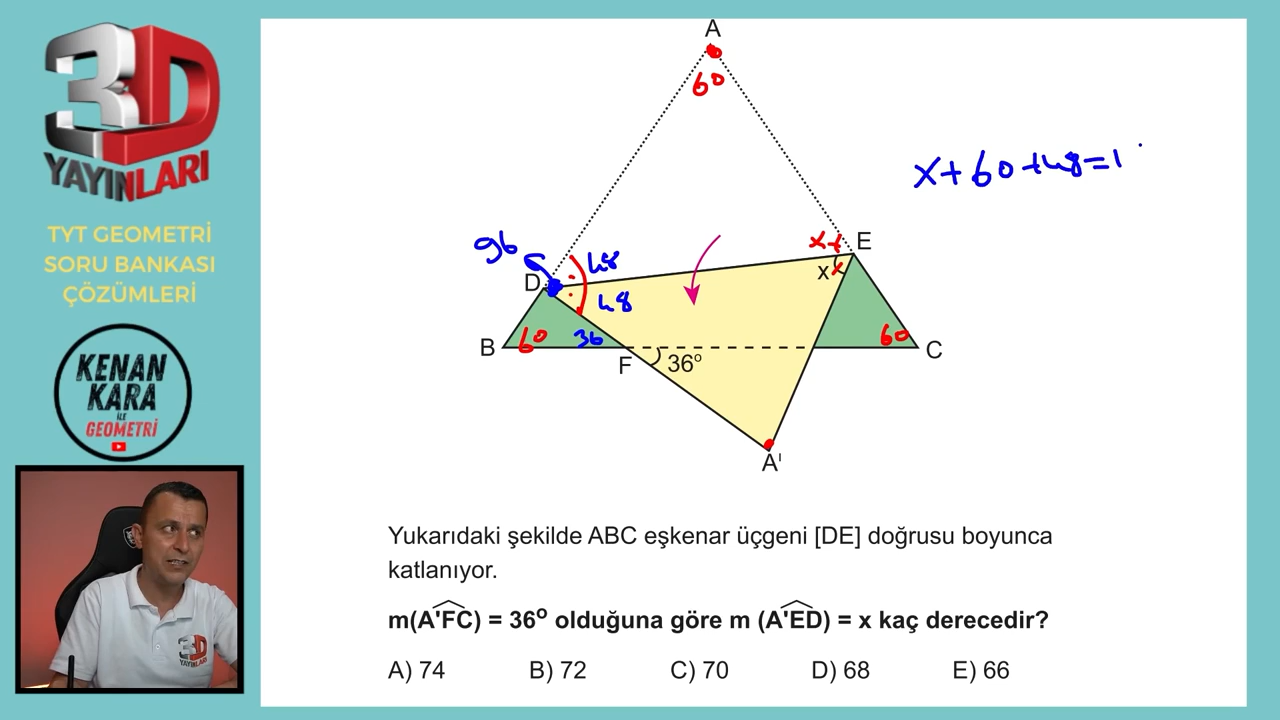 3D
YAYINLARI
TYT GEOMETRİ
SORU BANKASI
ÇÖZÜMLERİ
KENAN
KARA
İLE
GEOMETRİ
3D
YAYINLARI
A
60
x+60+48=1
96
48
x
E
D
x
x
48
B
60
36
60
C
F
36°
A'
Yukarıdaki şekilde ABC eşkenar üçgeni [DE] doğrusu boyunca
katlanıyor.
m(A'FC) = 36° olduğuna göre m (A'ED) = x kaç derecedir?
A) 74 B) 72 C) 70 D) 68 E) 66